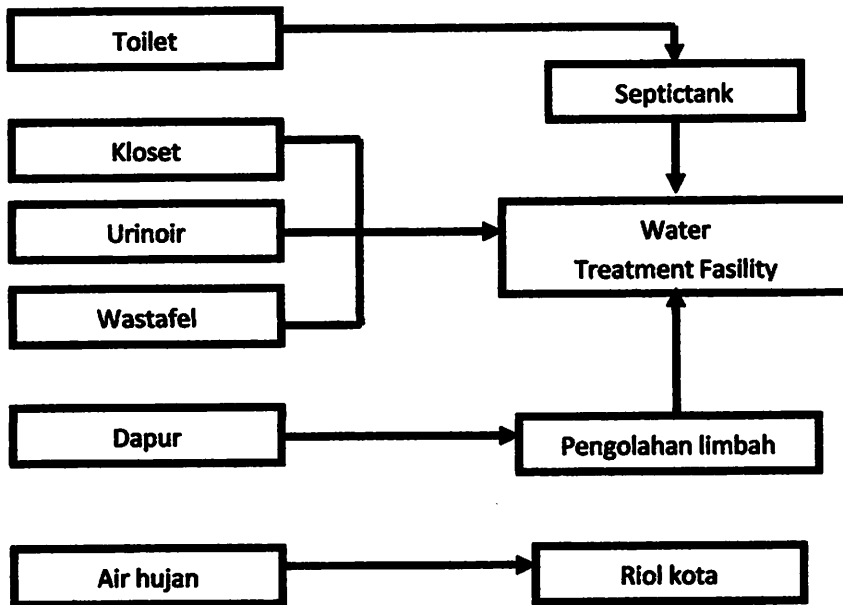 Toilet
Septictank
Kloset
Urinoir
Water
Treatment Fasility
Wastafel
Dapur
Pengolahan limbah
Air hujan
Riol kota